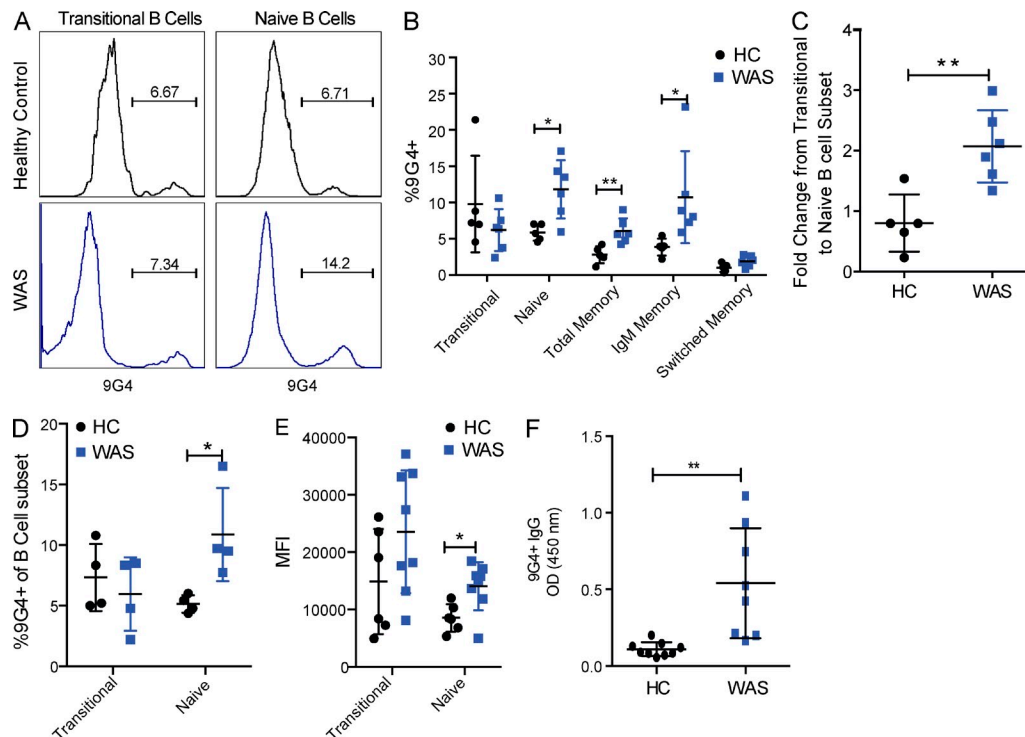 A
Transitional B Cells
Naive B Cells
Healthy Control
6.67
6.71
WAS
7.34
14.2
9G4
9G4
B
HC
WAS
%9G4+
30
25
20
15
10
5
0
*
**
*
Transitional
Naive
Total Memory
IgM Memory
Switched Memory
C
Fold Change from Transitional
to Naive B cell Subset
4
3
2
1
0
**
HC
WAS
D
HC
WAS
%9G4+ of B Cell subset
20
15
10
5
0
*
Transitional
Naive
E
HC
WAS
MFI
40000
30000
20000
10000
0
*
Transitional
Naive
F
9G4+ IgG
OD (450 nm)
1.5
1.0
0.5
0.0
**
HC
WAS